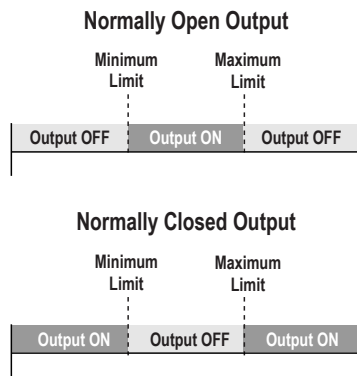 Normally Open Output
Minimum Limit
Maximum Limit
Output OFF
Output ON
Output OFF
Normally Closed Output
Minimum Limit
Maximum Limit
Output ON
Output OFF
Output ON